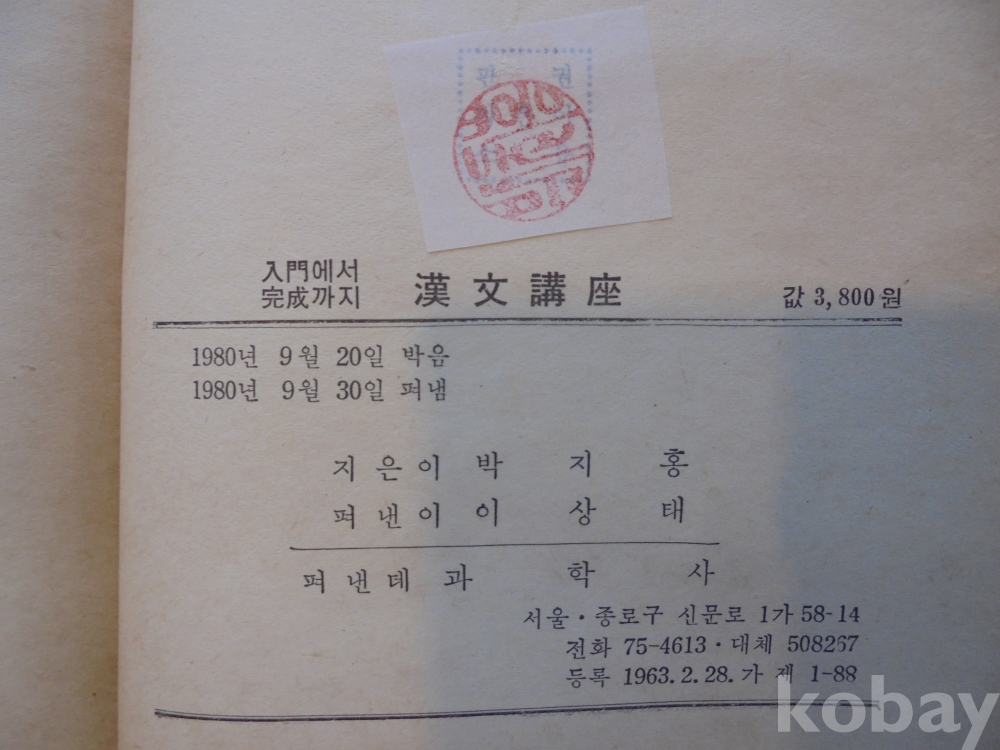 판 권
入門에서
完成까지
漢文講座
값 3,800원
1980년 9월 20일 박음
1980년 9월 30일 펴냄
지은이 박 지 홍
펴낸이 이 상 태
펴낸데 과 학 사
서울·종로구 신문로 1가 58-14
전화 75-4613·대체 508267
등록 1963.2.28.가 제 1-88
kobay